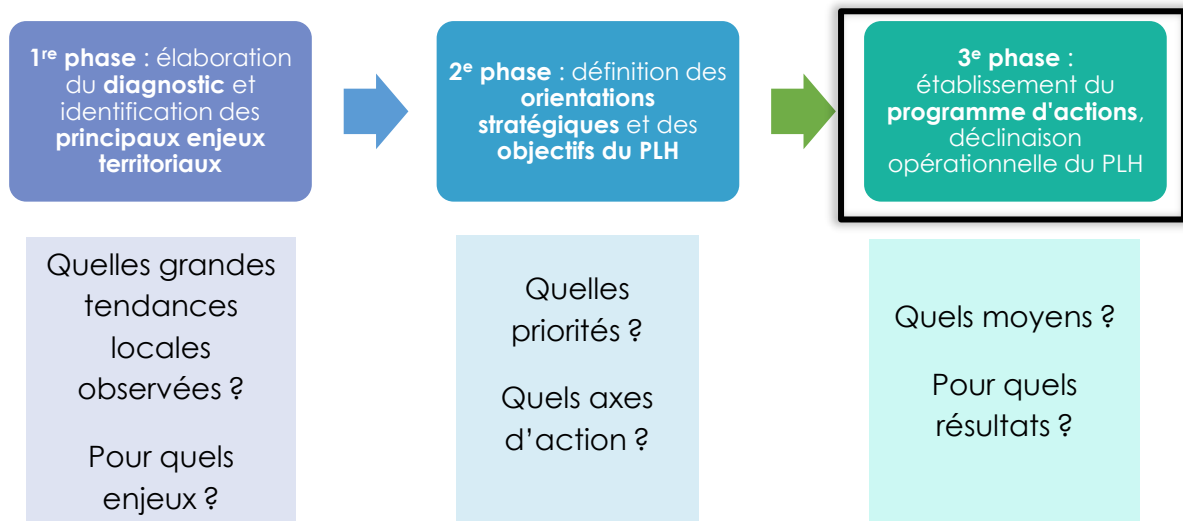 1re phase : élaboration
du diagnostic et
identification des
principaux enjeux
territoriaux
2e phase : définition des
orientations
stratégiques et des
objectifs du PLH
3e phase :
établissement du
programme d'actions,
déclinaison
opérationnelle du PLH
Quelles grandes
tendances
locales
observées ?
Pour quels
enjeux ?
Quelles
priorités ?
Quels axes
d’action ?
Quels moyens ?
Pour quels
résultats ?